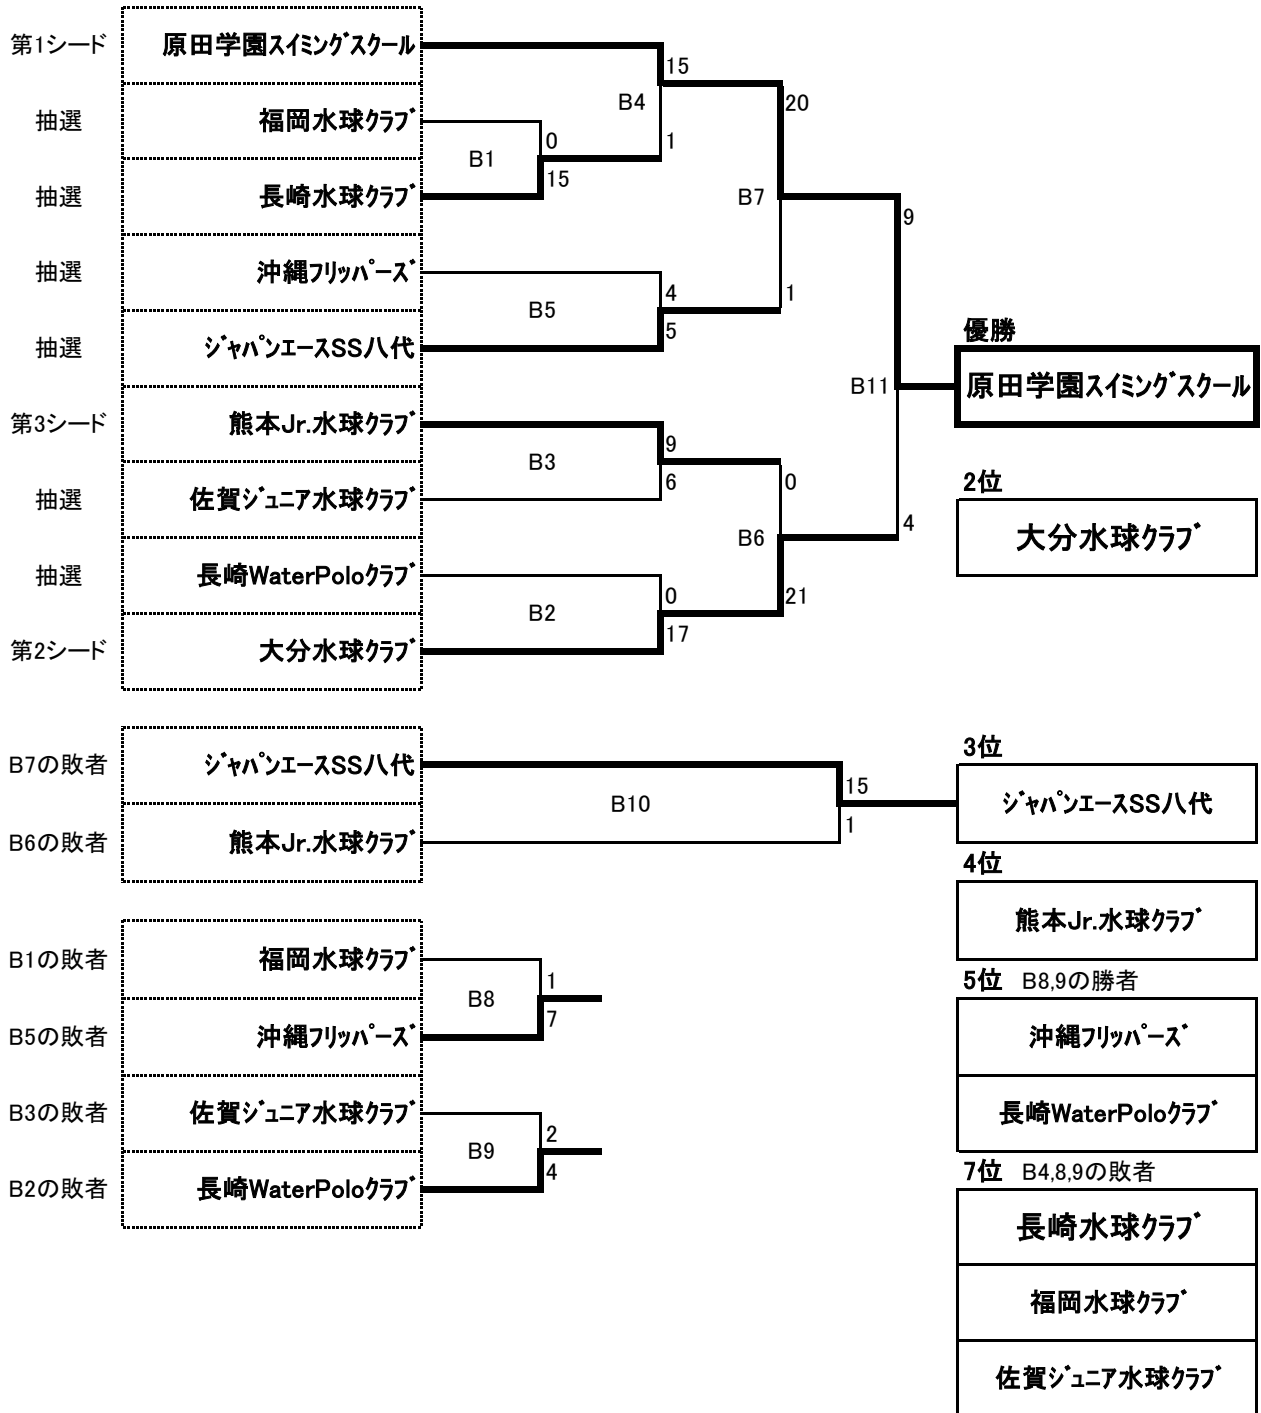 第1シード 原田学園スイミングスクール
15
B4
20
抽選 福岡水球クラブ
0
1
B1
15
抽選 長崎水球クラブ
B7
9
抽選 沖縄フリッパーズ
4
1
B5
5
抽選 ジャパンエースSS八代
優勝
B11
原田学園スイミングスクール
第3シード 熊本Jr.水球クラブ
9
B3
6
0
抽選 佐賀ジュニア水球クラブ
2位
大分水球クラブ
4
B6
抽選 長崎WaterPoloクラブ
0
21
B2
17
第2シード 大分水球クラブ
B7の敗者 ジャパンエースSS八代
15
B10
1
B6の敗者 熊本Jr.水球クラブ
3位
ジャパンエースSS八代
4位
熊本Jr.水球クラブ
B1の敗者 福岡水球クラブ
1
B8
7
B5の敗者 沖縄フリッパーズ
5位 B8,9の勝者
沖縄フリッパーズ
長崎WaterPoloクラブ
B3の敗者 佐賀ジュニア水球クラブ
2
B9
4
B2の敗者 長崎WaterPoloクラブ
7位 B4,8,9の敗者
長崎水球クラブ
福岡水球クラブ
佐賀ジュニア水球クラブ